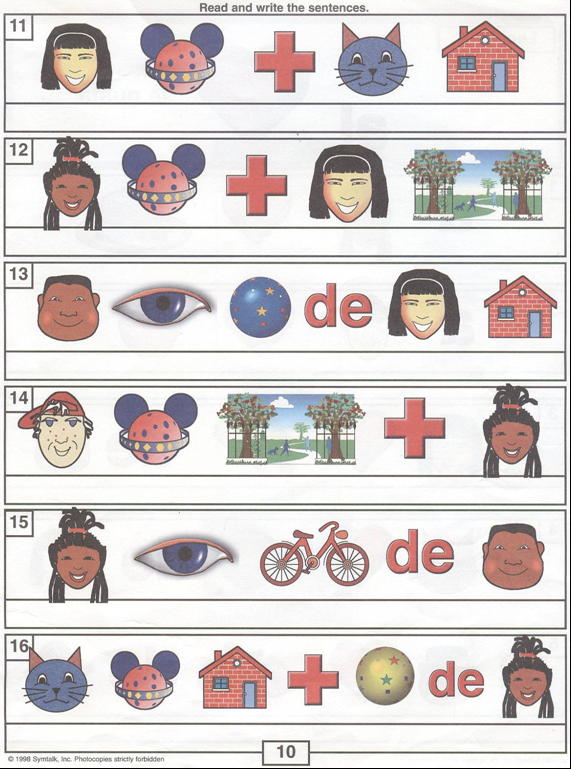 Read and write the sentences.
11
12
13
de
14
15
de
16
de
10
© 1998 Symtalk, Inc. Photocopies strictly forbidden